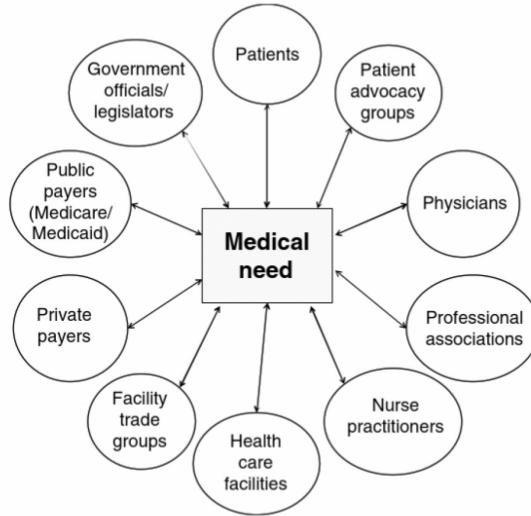 Patients
Patient
advocacy
groups
Physicians
Professional
associations
Nurse
practitioners
Health
care
facilities
Facility
trade
groups
Private
payers
Public
payers
(Medicare/
Medicaid)
Government
officials/
legislators
Medical
need